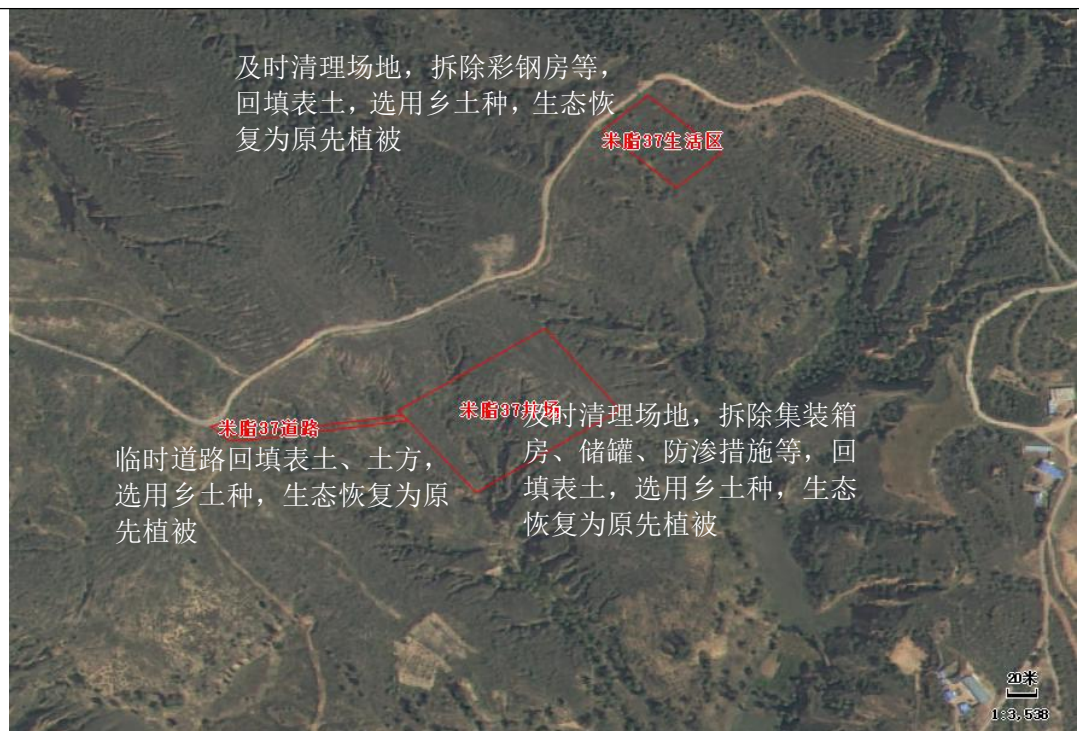 及时清理场地，拆除彩钢房等，
回填表土，选用乡土种，生态恢
复为原先植被
米脂37生活区
米脂37井场
米脂37道路
及时清理场地，拆除集装箱
房、储罐、防渗措施等，回
填表土，选用乡土种，生态
恢复为原先植被
临时道路回填表土、土方，
选用乡土种，生态恢复为原
先植被
20米
1:3,538